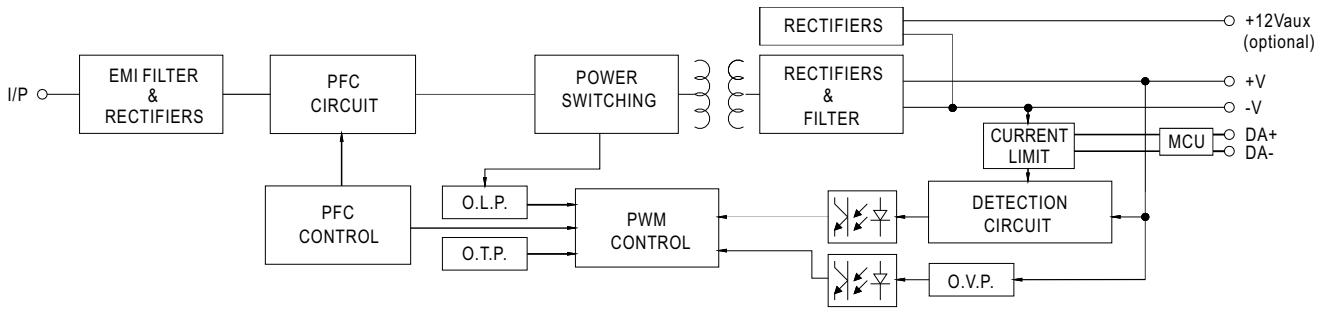 RECTIFIERS
+12Vaux
(optional)
I/P
EMI FILTER
&
RECTIFIERS
PFC
CIRCUIT
POWER
SWITCHING
RECTIFIERS
&
FILTER
+V
-V
CURRENT
LIMIT
MCU
DA+
DA-
PFC
CONTROL
O.L.P.
O.T.P.
PWM
CONTROL
DETECTION
CIRCUIT
O.V.P.